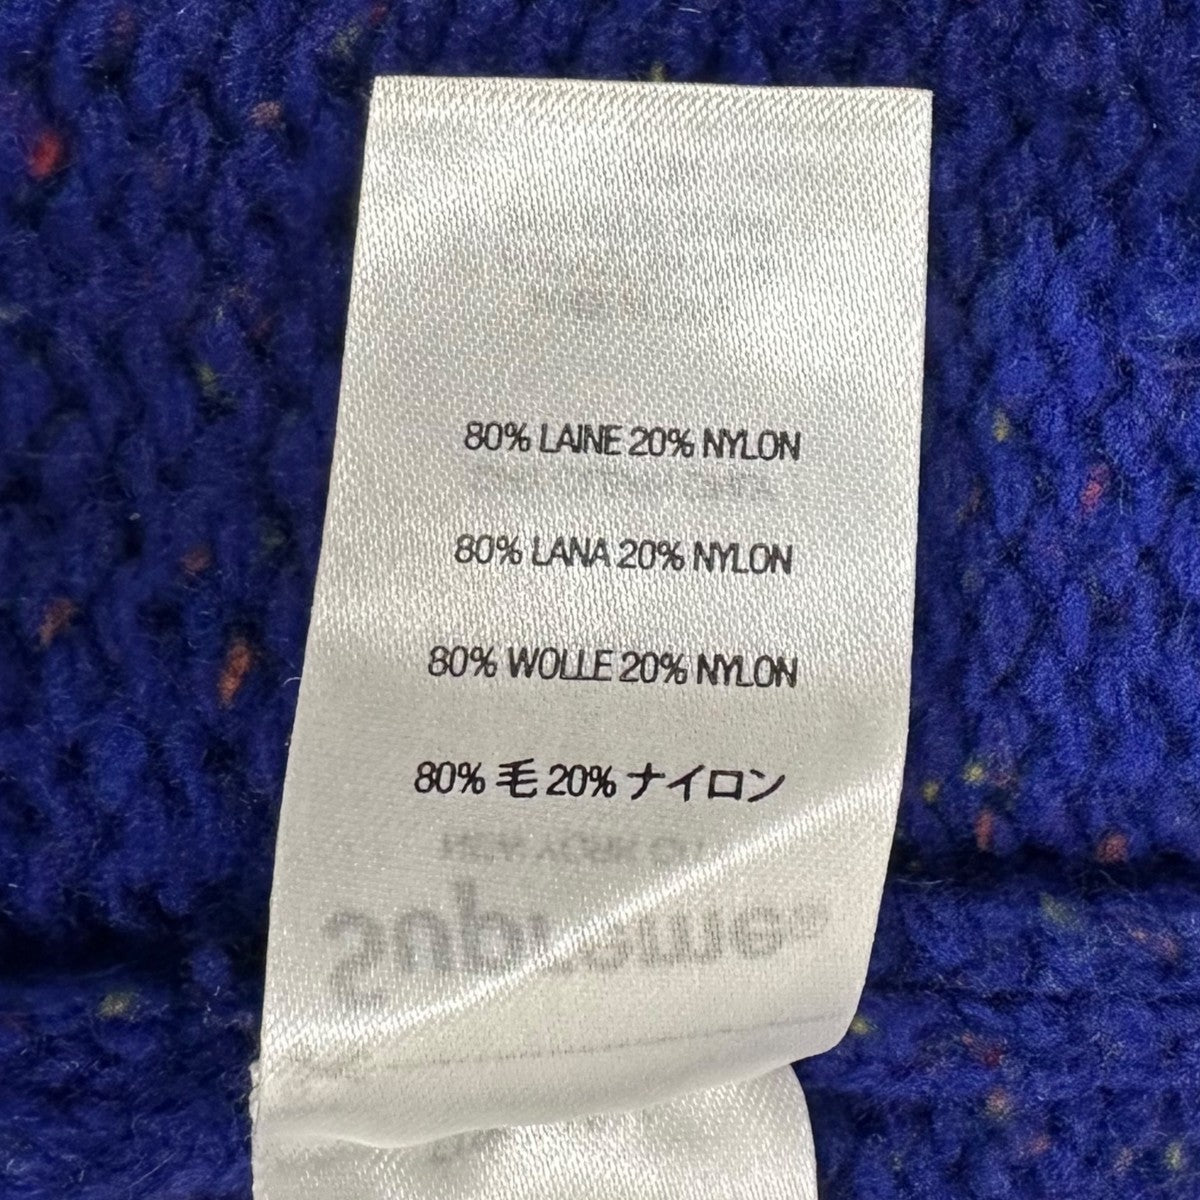 80% LAINE 20% NYLON
80% LANA 20% NYLON
80% WOLLE 20% NYLON
80% 毛 20% ナイロン
Supreme®